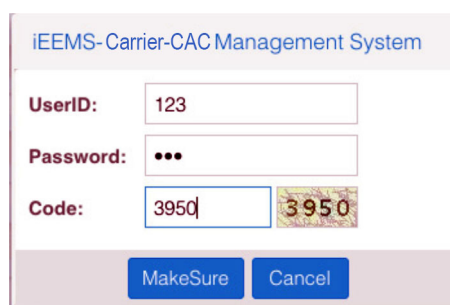 iEEMS-Carrier-CAC Management System
UserID: 123
Password: •••
Code: 3950 3950
MakeSure Cancel